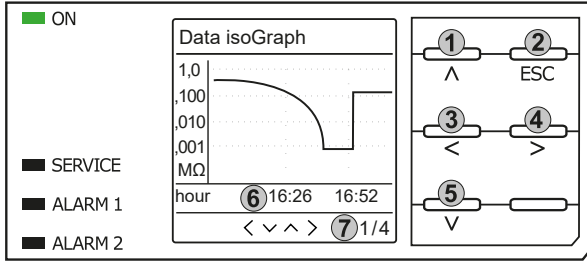 ON
SERVICE
ALARM 1
ALARM 2
Data isoGraph
1,0
,100
,010
,001
MΩ
hour 6 16:26 16:52
< ∨ ∧ > 7 1/4
1 2
∧ ESC
3 4
< >
5
∨